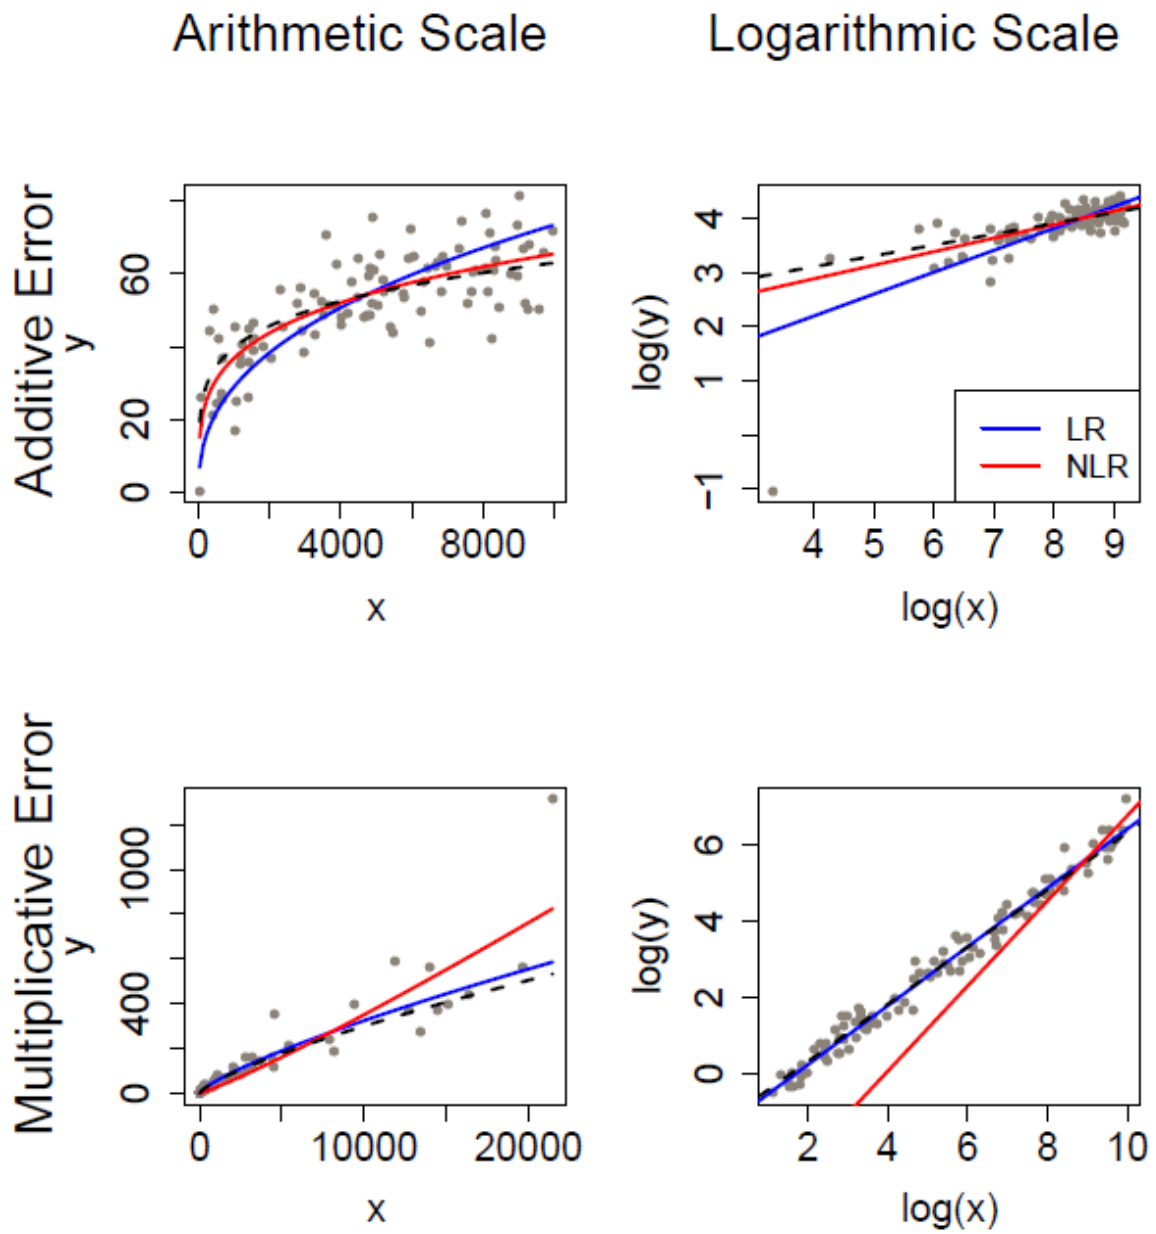 Arithmetic Scale
Logarithmic Scale
Additive Error
y
60
20
0
0 4000 8000
x
log(y)
4
3
2
1
−1
LR
NLR
4 5 6 7 8 9
log(x)
Multiplicative Error
y
1000
400
0
0 10000 20000
x
log(y)
6
4
2
0
2 4 6 8 10
log(x)